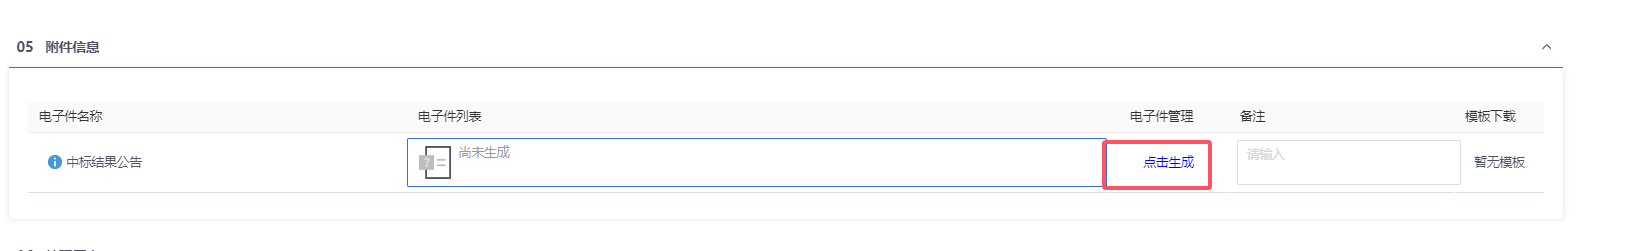 05 附件信息
电子件名称 电子件列表 电子件管理 备注 模板下载
中标结果公告 尚未生成 点击生成 请输入 暂无模板